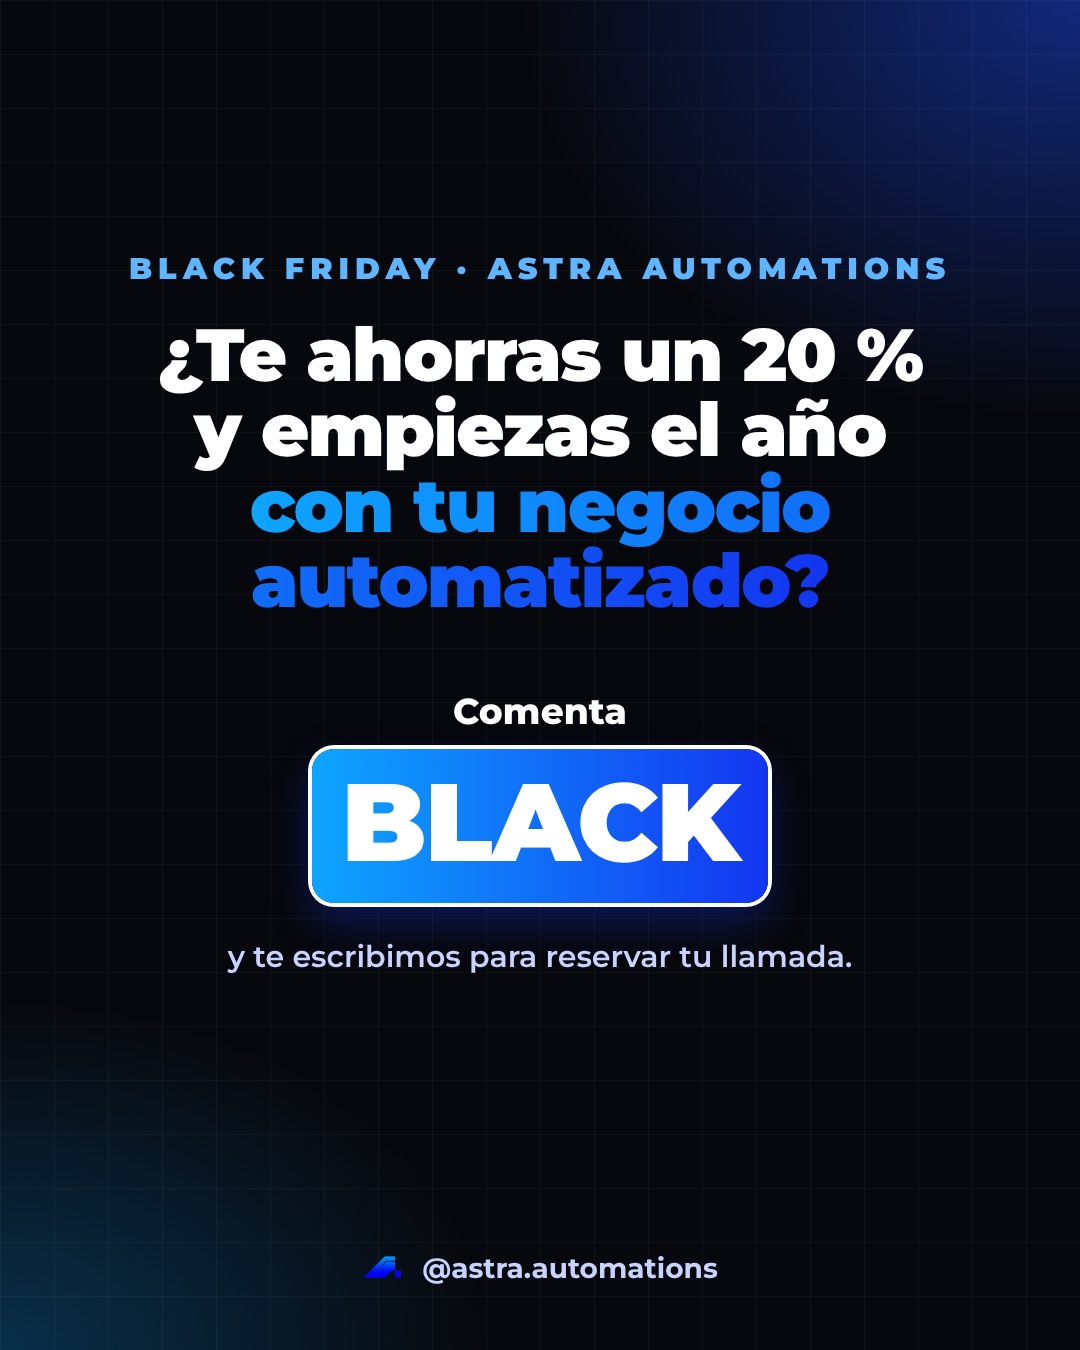 BLACK FRIDAY · ASTRA AUTOMATIONS
¿Te ahorras un 20 %
y empiezas el año
con tu negocio
automatizado?
Comenta
BLACK
y te escribimos para reservar tu llamada.
@astra.automations